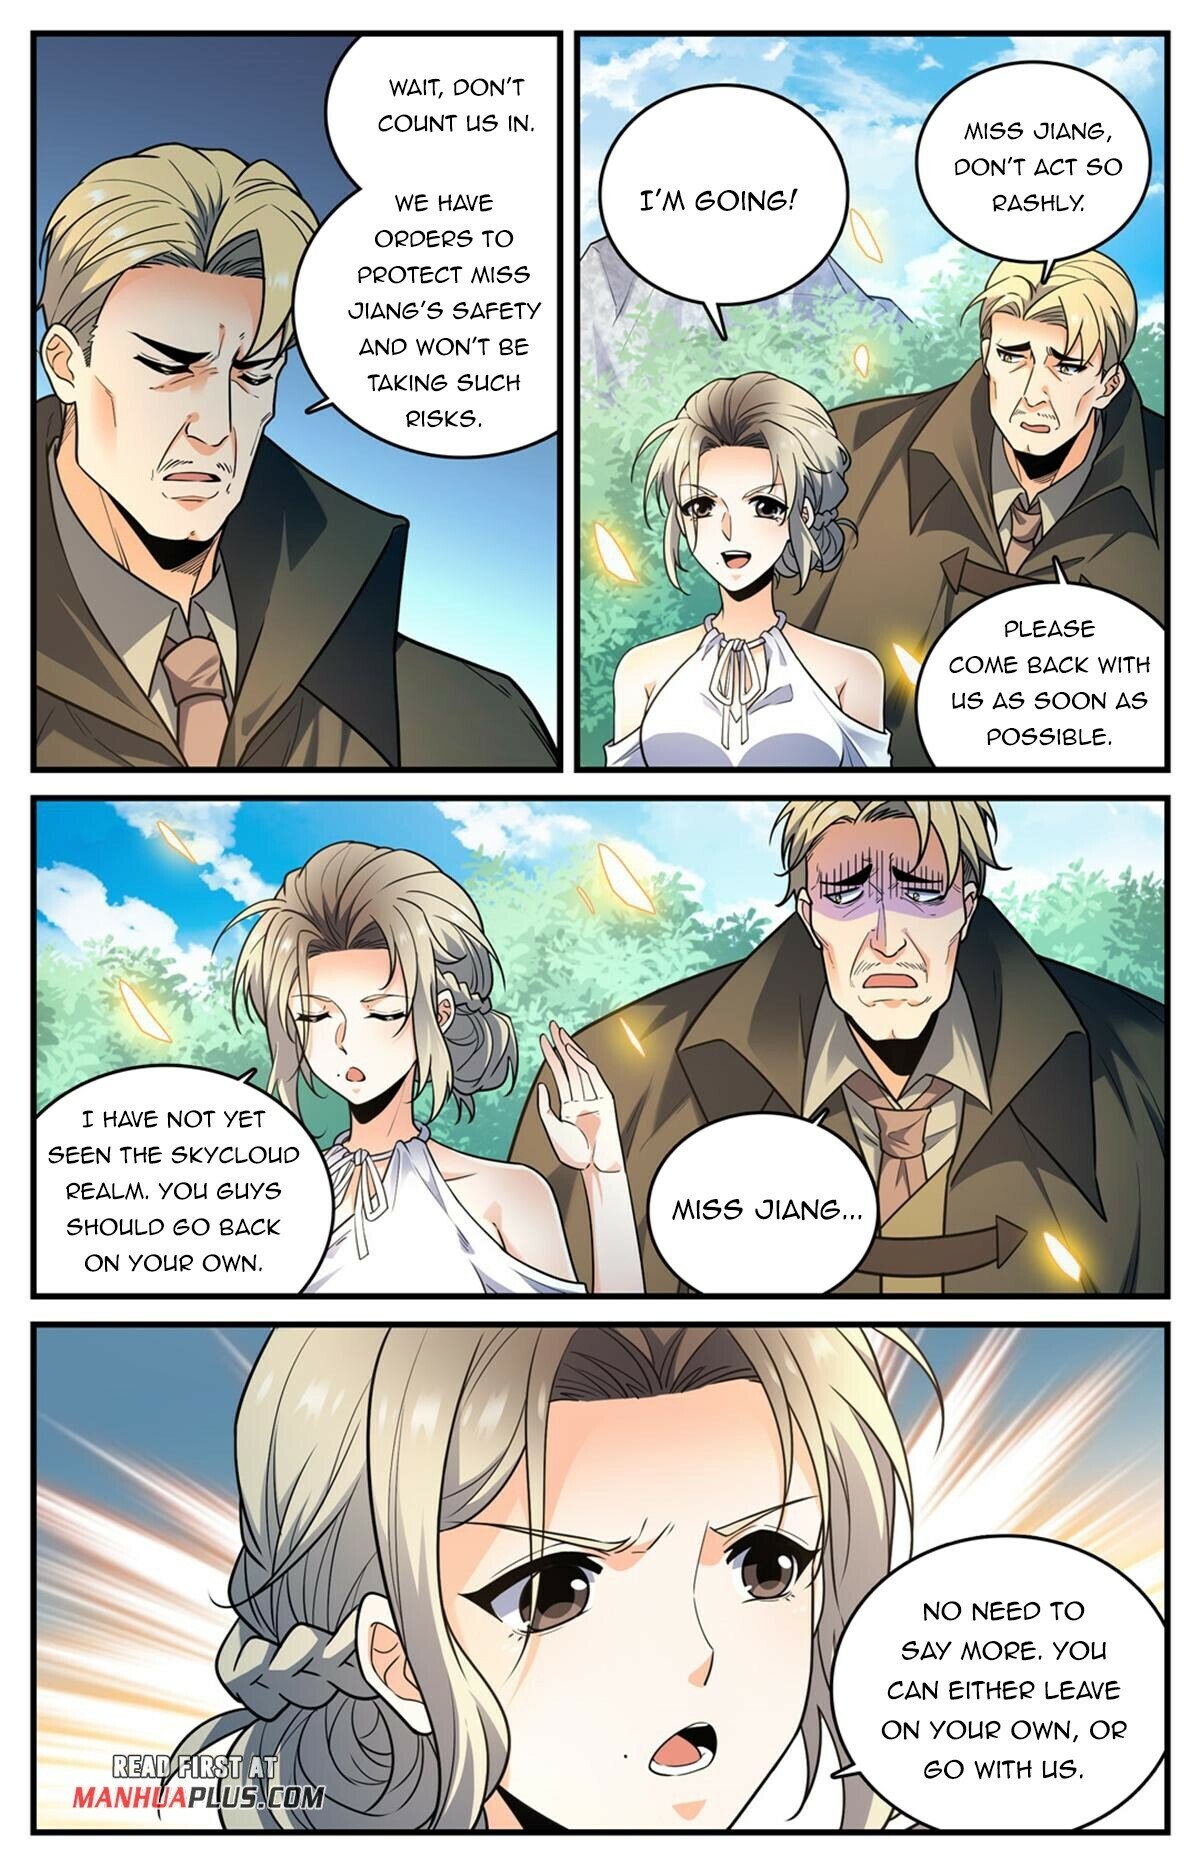 WAIT, DON'T
COUNT US IN.
WE HAVE
ORDERS TO
PROTECT MISS
JIANG'S SAFETY
AND WON'T BE
TAKING SUCH
RISKS.
I'M GOING!
MISS JIANG,
DON'T ACT SO
RASHLY.
PLEASE
COME BACK WITH
US AS SOON AS
POSSIBLE.
I HAVE NOT YET
SEEN THE SKYCLOUD
REALM. YOU GUYS
SHOULD GO BACK
ON YOUR OWN.
MISS JIANG...
NO NEED TO
SAY MORE. YOU
CAN EITHER LEAVE
ON YOUR OWN, OR
GO WITH US.
READ FIRST AT
MANHUAPLUS.COM